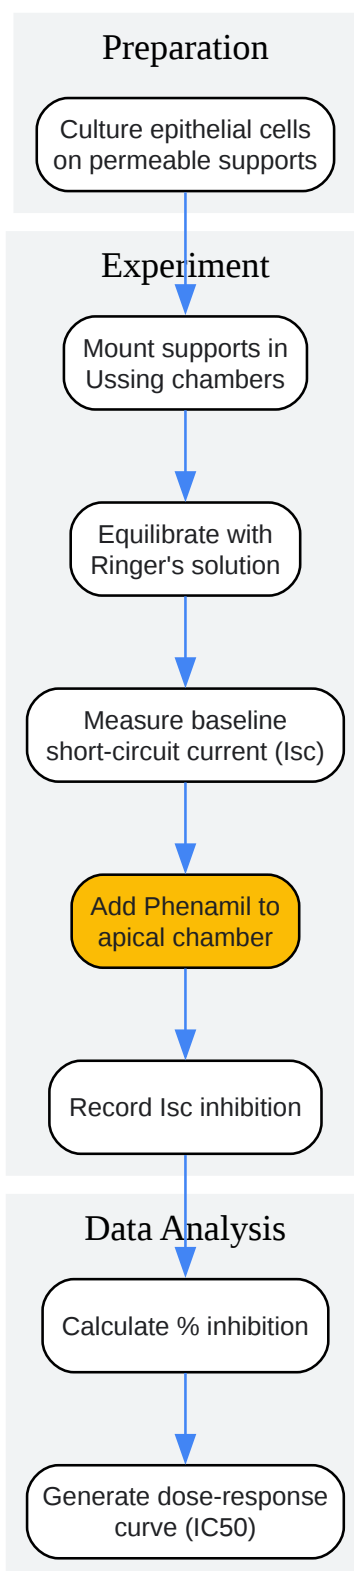 Preparation
Culture epithelial cells
on permeable supports
Experiment
Mount supports in
Ussing chambers
Equilibrate with
Ringer's solution
Measure baseline
short-circuit current (Isc)
Add Phenamil to
apical chamber
Record Isc inhibition
Data Analysis
Calculate % inhibition
Generate dose-response
curve (IC50)